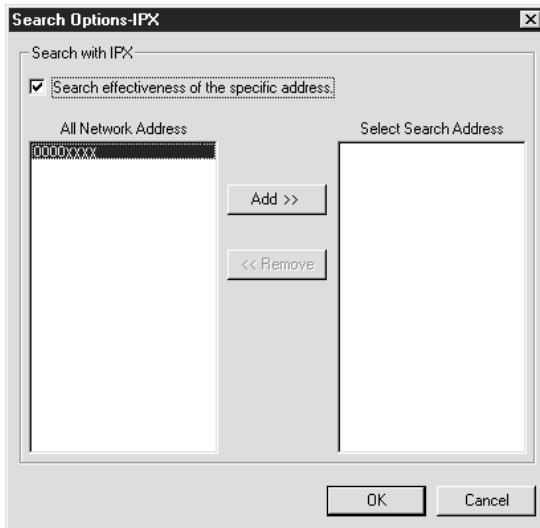 Search Options-IPX
Search with IPX
Search effectiveness of the specific address.
All Network Address
Select Search Address
0000xxxx
Add >>
<< Remove
OK
Cancel